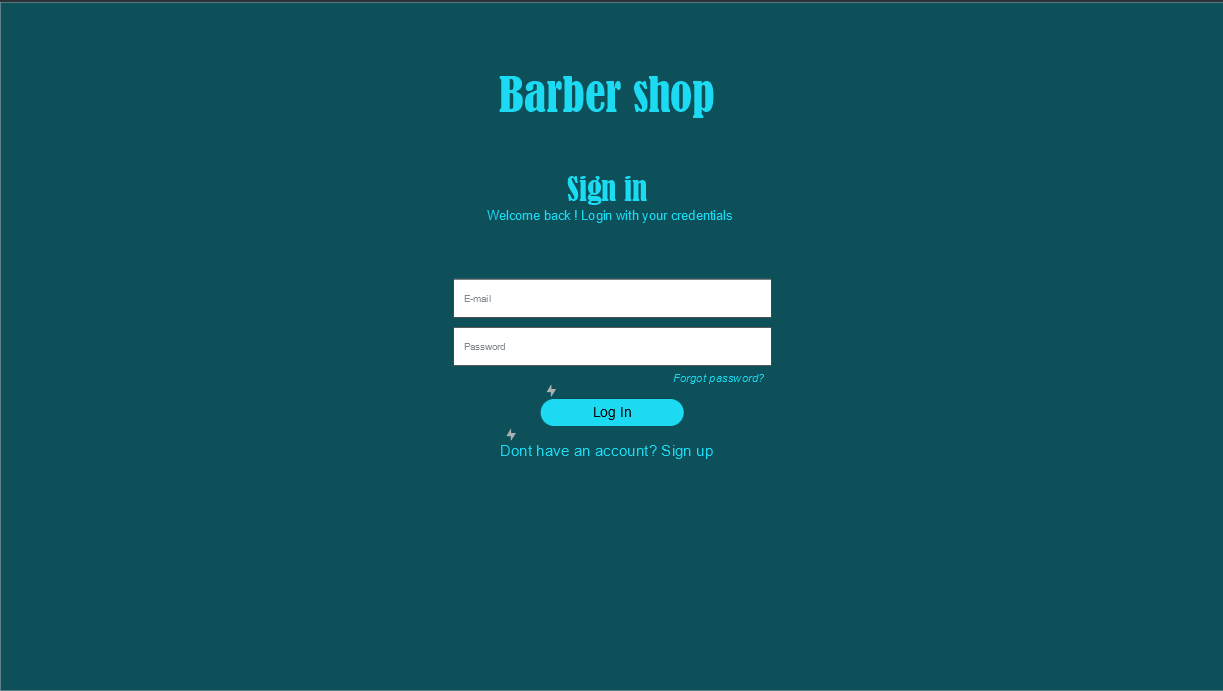 Barber shop
Sign in
Welcome back ! Login with your credentials
E-mail
Password
Forgot password?
Log In
Dont have an account? Sign up